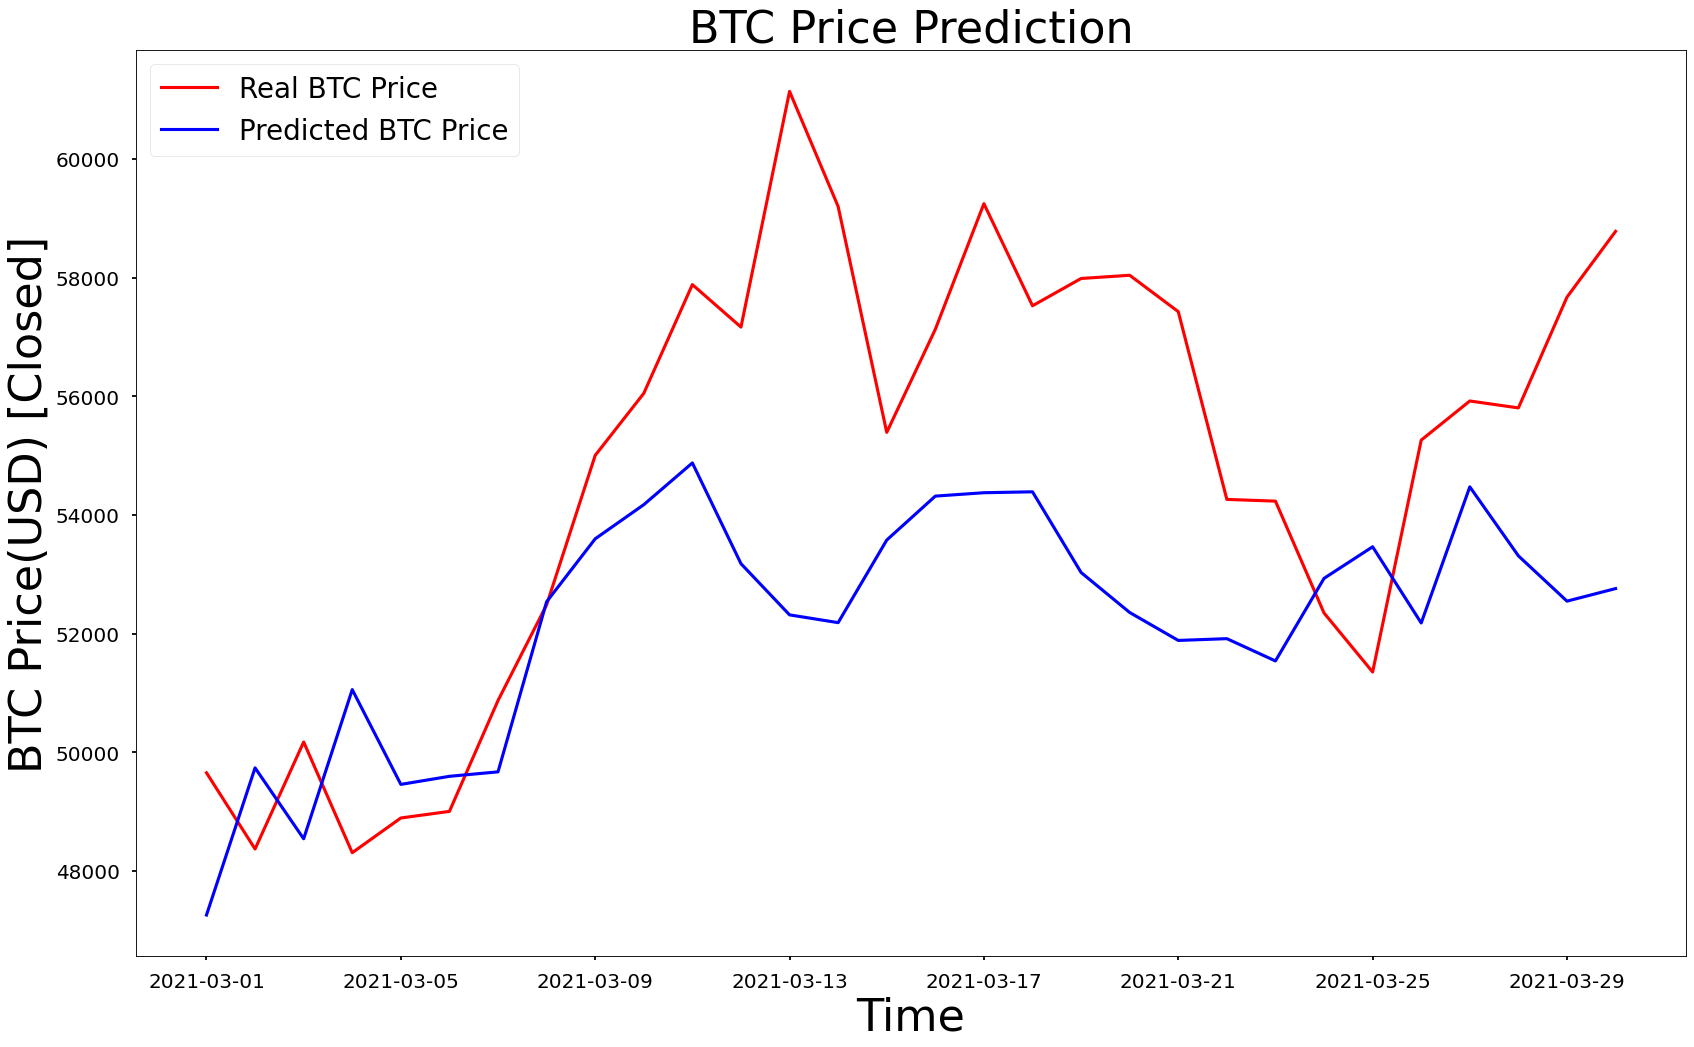 BTC Price Prediction
Real BTC Price
Predicted BTC Price
BTC Price(USD) [Closed]
60000
58000
56000
54000
52000
50000
48000
2021-03-01 2021-03-05 2021-03-09 2021-03-13 2021-03-17 2021-03-21 2021-03-25 2021-03-29
Time